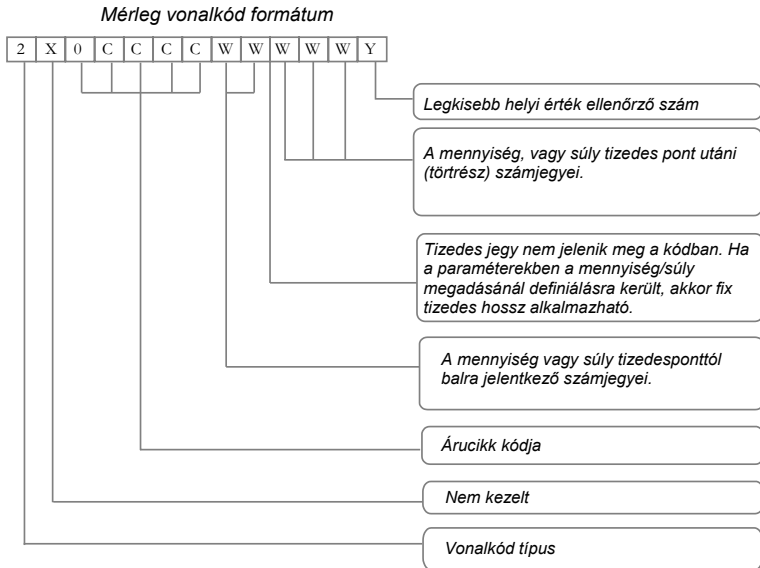 Mérleg vonalkód formátum
2 X 0 C C C C W W W W W Y
Legkisebb helyi érték ellenőrző szám
A mennyiség, vagy súly tizedes pont utáni
(törtrész) számjegyei.
Tizedes jegy nem jelenik meg a kódban. Ha
a paraméterekben a mennyiség/súly
megadásánál definiálásra került, akkor fix
tizedes hossz alkalmazható.
A mennyiség vagy súly tizedesponttól
balra jelentkező számjegyei.
Árucikk kódja
Nem kezelt
Vonalkód típus